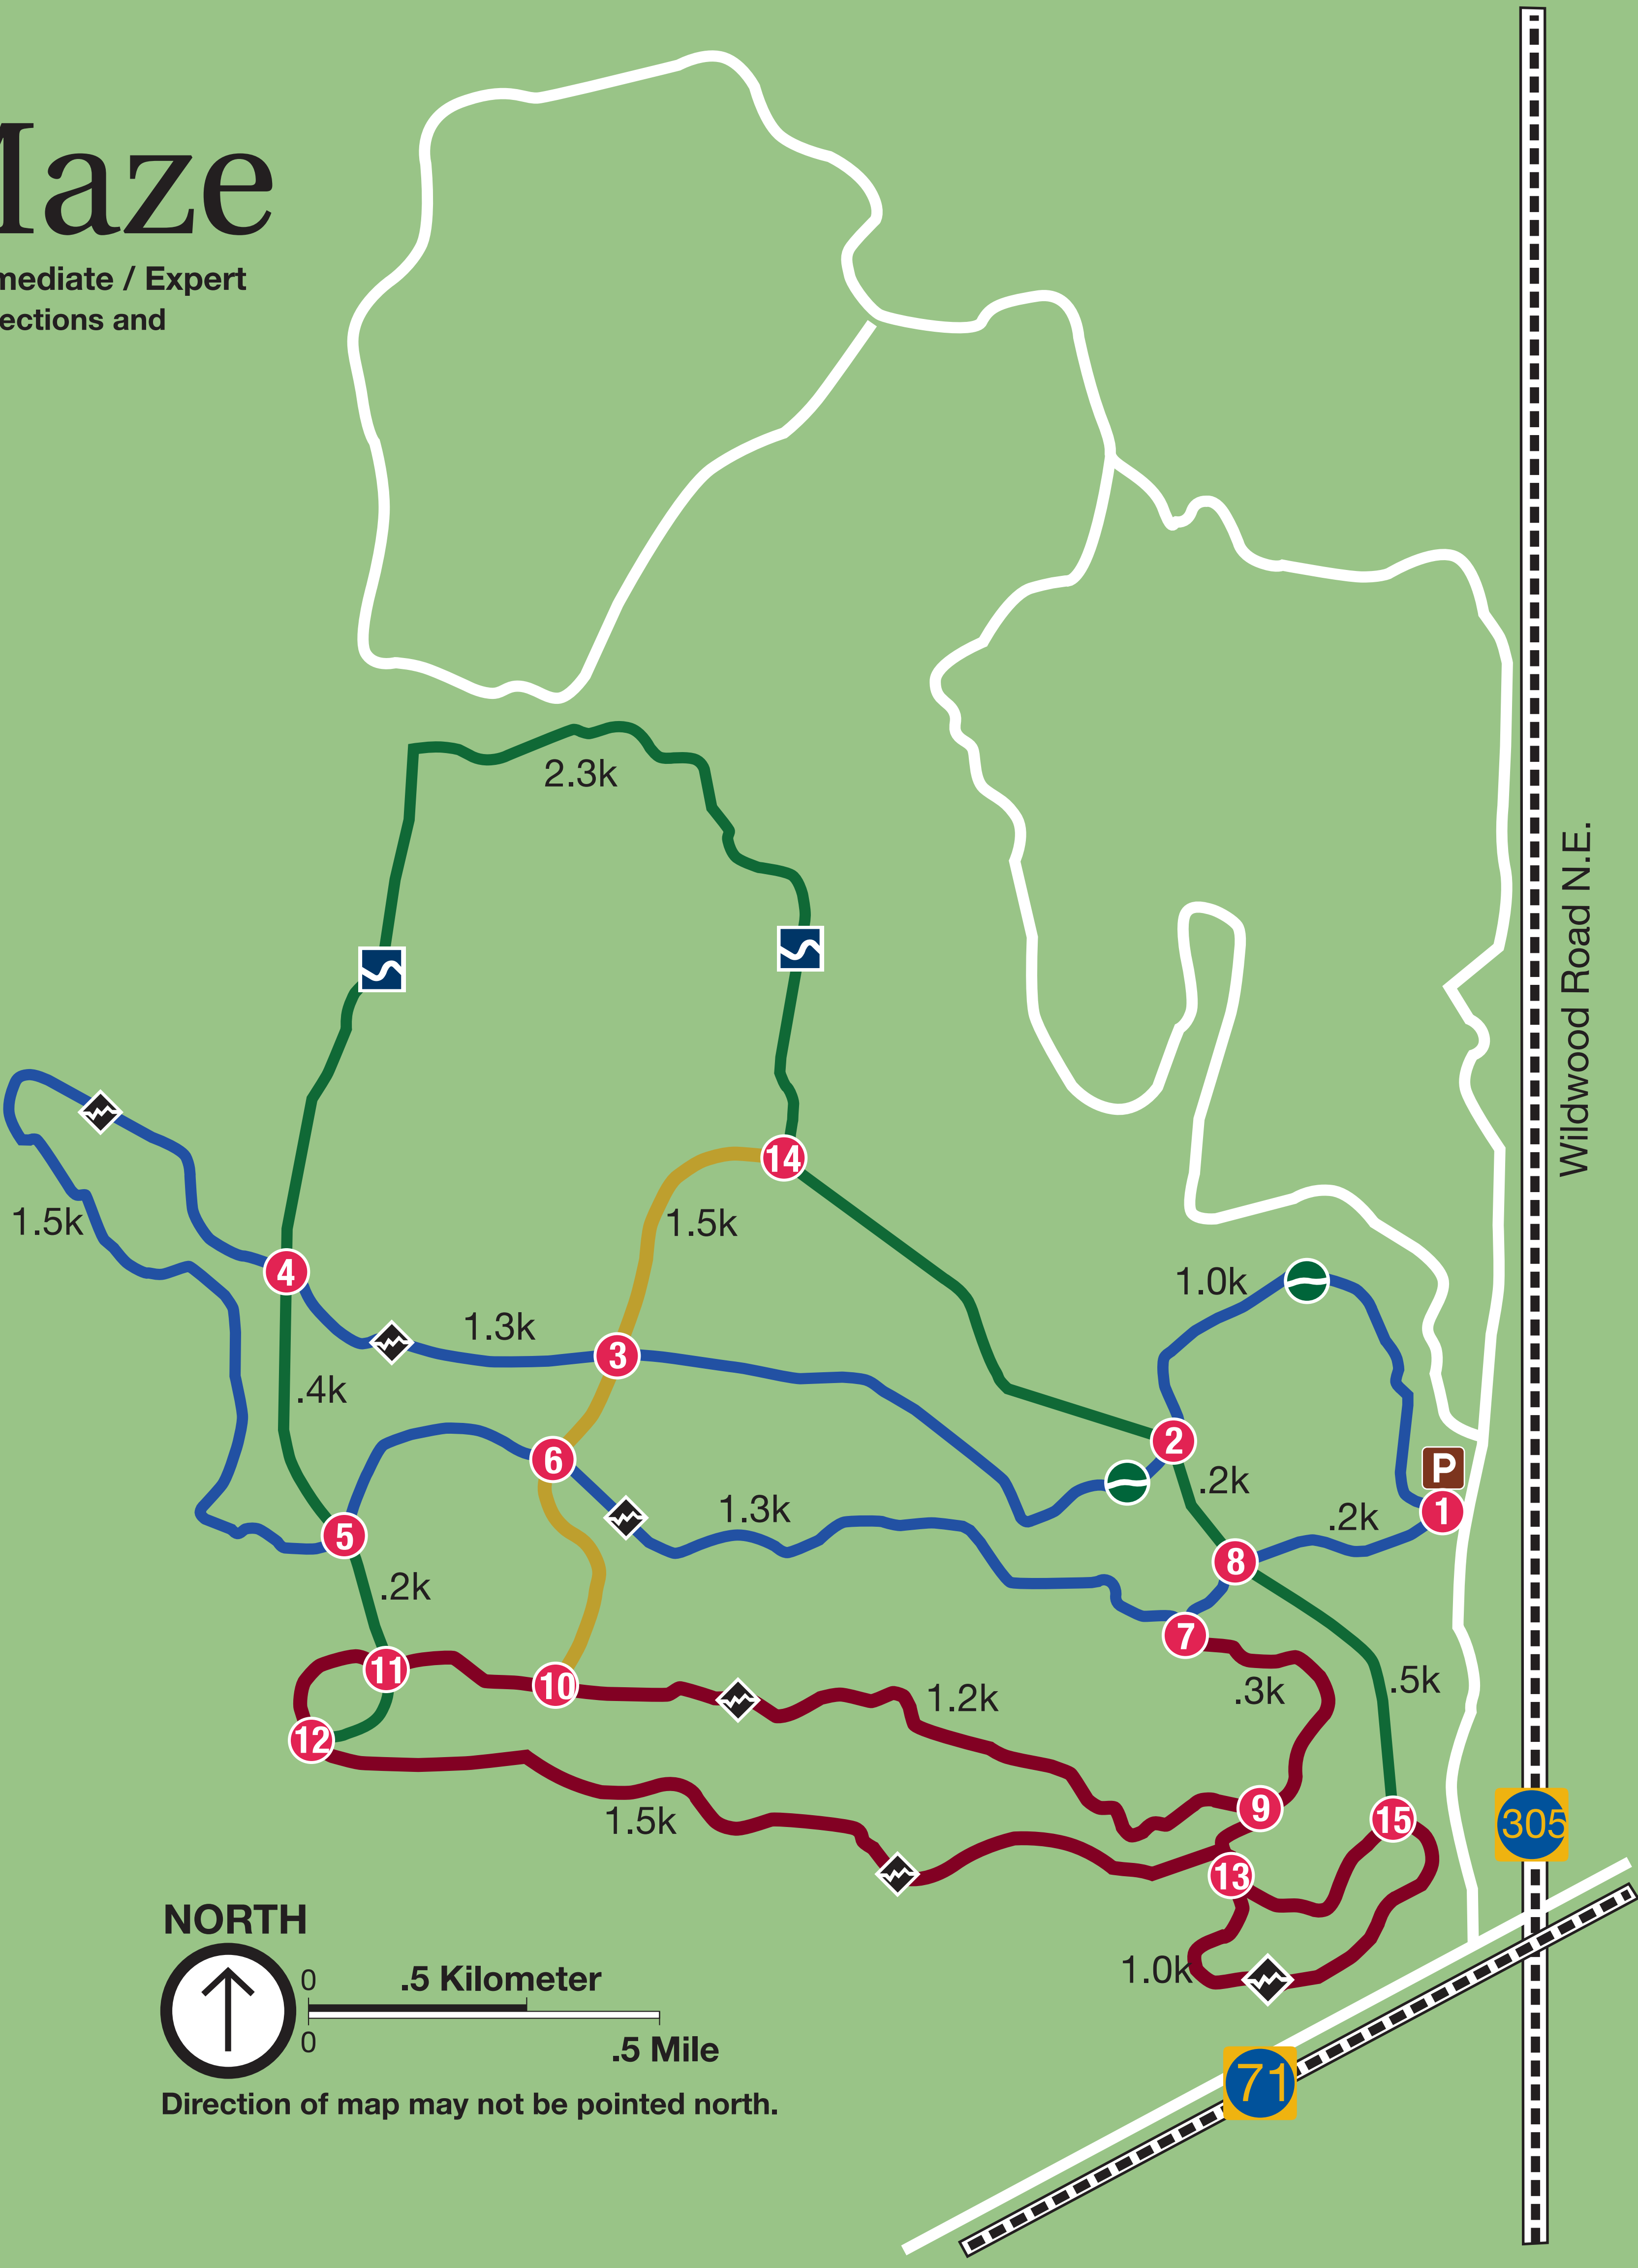 Maze
mediate / Expert
ections and
2.3k
Wildwood Road N.E.
14
1.5k
1.5k
4
1.0k
1.3k
3
.4k
2
P
6
.2k
1
1.3k
.2k
5
8
.2k
7
11
10
.5k
.3k
1.2k
12
9
15
305
1.5k
13
NORTH
1.0k
0
.5 Kilometer
0
.5 Mile
71
Direction of map may not be pointed north.